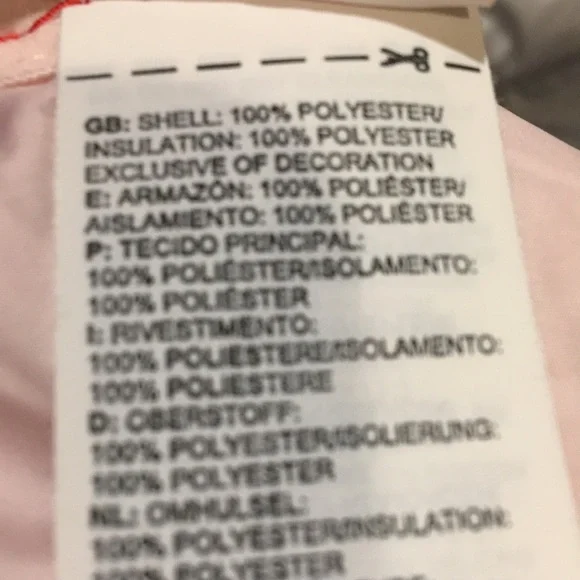 GB: SHELL: 100% POLYESTER/
INSULATION: 100% POLYESTER
EXCLUSIVE OF DECORATION
E: ARMAZÓN: 100% POLIÉSTER/
AISLAMIENTO: 100% POLIÉSTER
P: TECIDO PRINCIPAL:
100% POLIÉSTER/ISOLAMENTO:
100% POLIÉSTER
I: RIVESTIMENTO:
100% POLIESTERE/ISOLAMENTO:
100% POLIESTERE
D: OBERSTOFF:
100% POLYESTER/ISOLIERUNG:
100% POLYESTER
NL: OMHULSEL:
100% POLYESTER/INSULATION:
100% POLYESTER